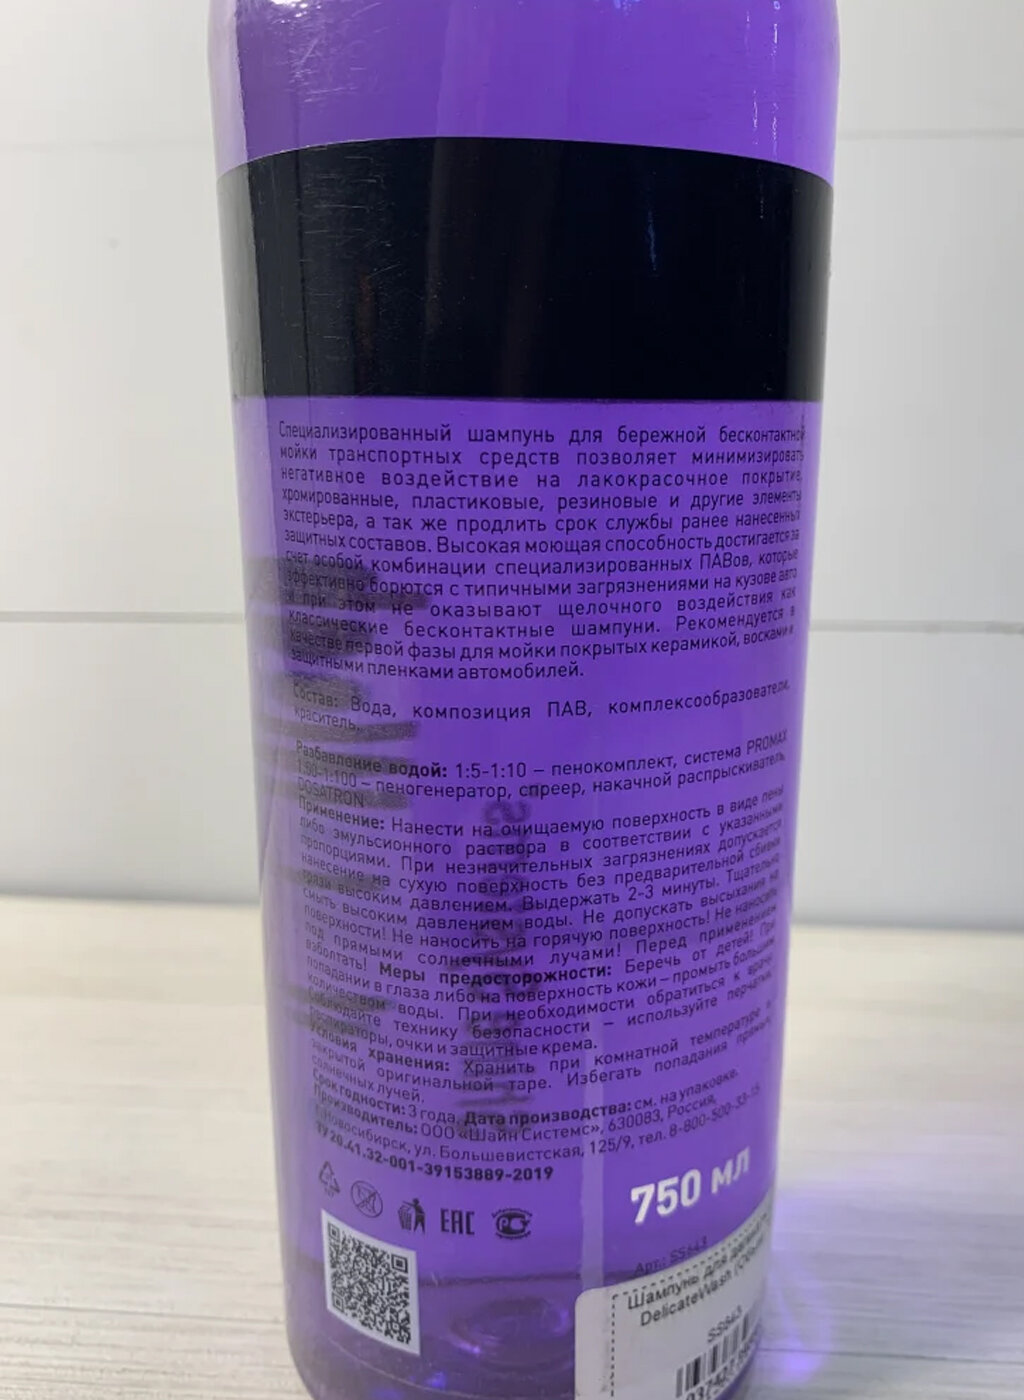 Специализированный шампунь для бережной бесконтактной
мойки транспортных средств позволяет минимизировать
негативное воздействие на лакокрасочное покрытие,
хромированные, пластиковые, резиновые и другие элементы
экстерьера, а так же продлить срок службы ранее нанесенных
защитных составов. Высокая моющая способность достигается за
счет особой комбинации специализированных ПАВов, которые
эффективно борются с типичными загрязнениями на кузове авто
и при этом не оказывают щелочного воздействия как
классические бесконтактные шампуни. Рекомендуется в
качестве первой фазы для мойки покрытых керамикой, восками и
защитными пленками автомобилей.
Состав: Вода, композиция ПАВ, комплексообразователи,
краситель.
Разбавление водой: 1:5-1:10 – пенокомплект, система PROMAX
1:50-1:100 – пеногенератор, спреер, накачной распрыскиватель,
DOSATRON
Применение: Нанести на очищаемую поверхность в виде пены
либо эмульсионного раствора в соответствии с указанными
пропорциями. При незначительных загрязнениях допускается
нанесение на сухую поверхность без предварительной сбивки
грязи высоким давлением. Выдержать 2-3 минуты. Тщательно
смыть высоким давлением воды. Не допускать высыхания на
поверхности! Не наносить на горячую поверхность! Не наносить
под прямыми солнечными лучами! Перед применением
взболтать! Меры предосторожности: Беречь от детей! При
попадании в глаза либо на поверхность кожи – промыть большим
количеством воды. При необходимости обратиться к врачу
Соблюдайте технику безопасности – используйте перчатки,
респираторы, очки и защитные крема.
Условия хранения: Хранить при комнатной температуре в
закрытой оригинальной таре. Избегать попадания прямых
солнечных лучей.
Срок годности: 3 года. Дата производства: см. на упаковке.
Производитель: ООО «Шайн Системс», 630083, Россия,
г.Новосибирск, ул. Большевистская, 125/9, тел. 8-800-500-33-15
ТУ 20.41.32-001-39153889-2019
EAC
750 мл
Арт.: SS643
Шампунь для
DelicateWash
SS643